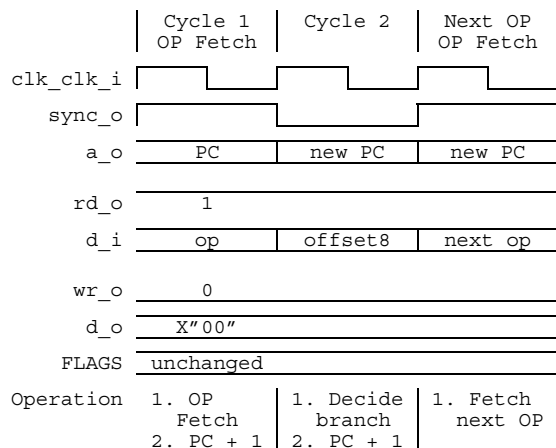 Cycle 1 Cycle 2 Next OP
OP Fetch OP Fetch
clk_clk_i
sync_o
a_o PC new PC new PC
rd_o 1
d_i op offset8 next op
wr_o 0
d_o X"00"
FLAGS unchanged
Operation 1. OP 1. Decide 1. Fetch
Fetch branch next OP
2. PC + 1 2. PC + 1